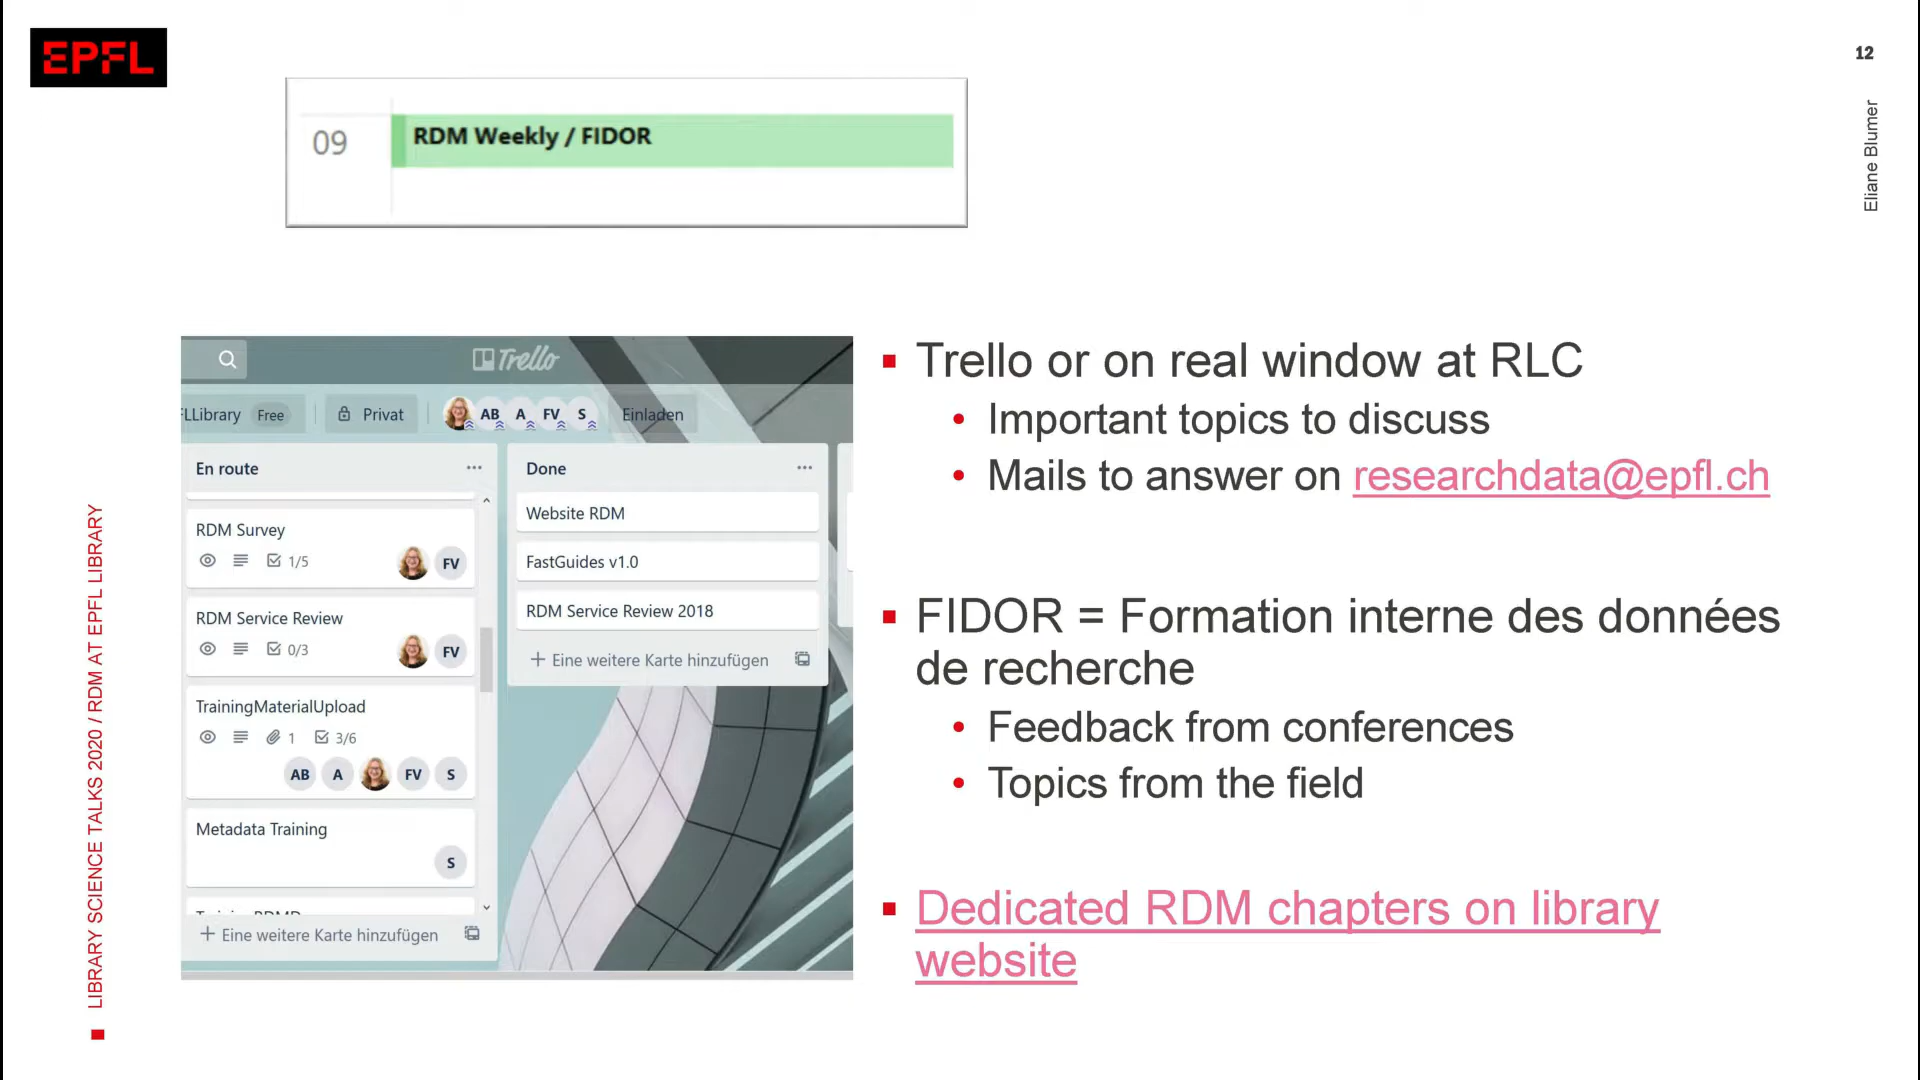 EPFL
12
Eliane Blumer
09
RDM Weekly / FIDOR
LIBRARY SCIENCE TALKS 2020 / RDM AT EPFL LIBRARY
Trello
FLLibrary Free Privat AB A FV S Einladen
En route
RDM Survey
1/5 FV
RDM Service Review
0/3 FV
TrainingMaterialUpload
1 3/6
AB A FV S
Metadata Training
S
+ Eine weitere Karte hinzufügen
Done
Website RDM
FastGuides v1.0
RDM Service Review 2018
+ Eine weitere Karte hinzufügen
Trello or on real window at RLC
Important topics to discuss
Mails to answer on researchdata@epfl.ch
FIDOR = Formation interne des données
de recherche
Feedback from conferences
Topics from the field
Dedicated RDM chapters on library
website